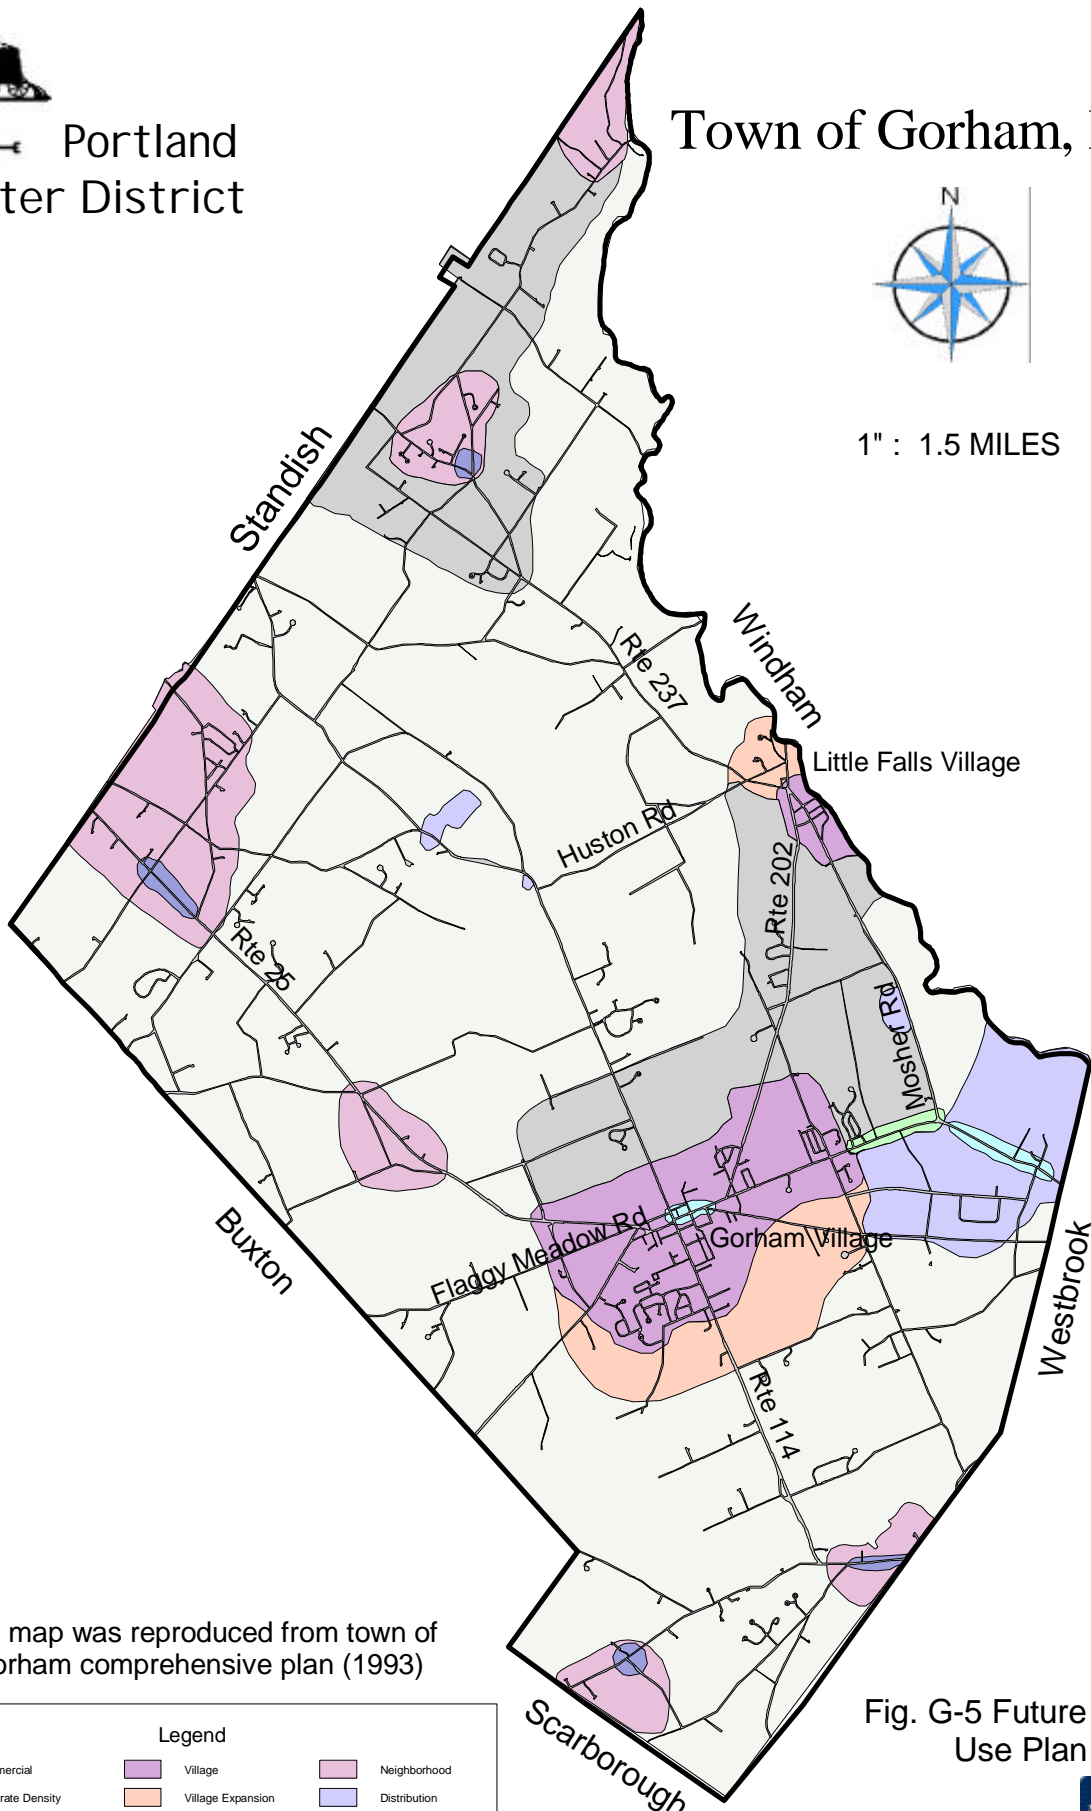 Portland
ter District
Town of Gorham,
N
1" : 1.5 MILES
Standish
Windham
Rte 237
Little Falls Village
Huston Rd
Rte 202
Rte 25
Mosher Rd
Flaggy Meadow Rd
Gorham Village
Buxton
Westbrook
Rte 114
map was reproduced from town of
orham comprehensive plan (1993)
Scarborough
Fig. G-5 Future
Use Plan
Legend
mercial
Village
Neighborhood
rate Density
Village Expansion
Distribution